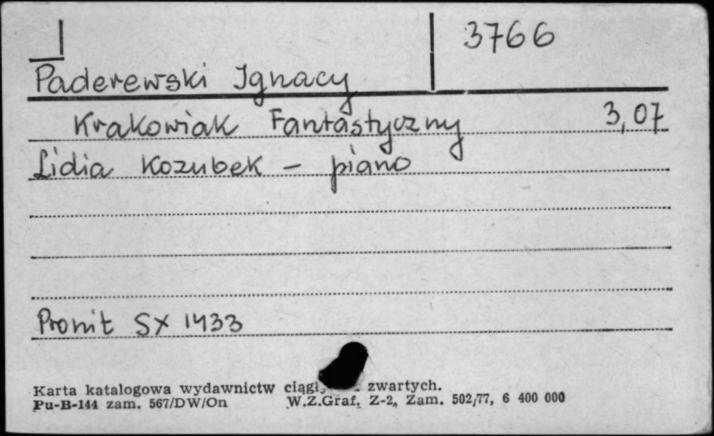 3766
Paderewski Ignacy
Krakowiak Fantastyczny 3,07
Lidia Kozubek – piano
Pronit SX 1433
Karta katalogowa wydawnictw zwartych.
Pu-B-144 zam. 567/DW/On W.Z.Graf. Z-2, Zam. 502/77, 6 400 000